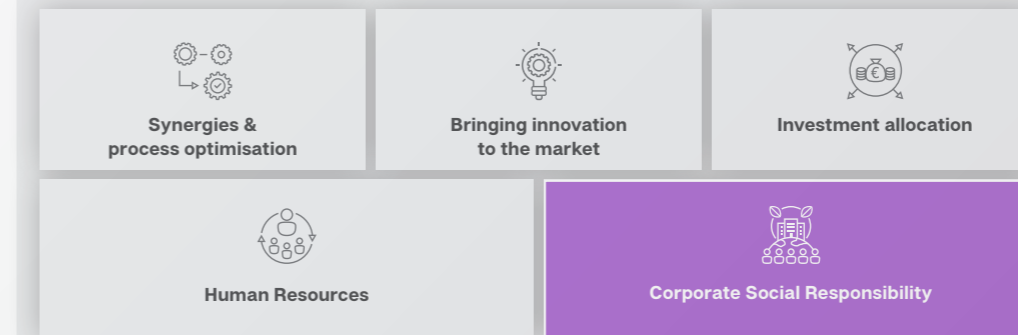 Synergies &
process optimisation
Bringing innovation
to the market
€
Investment allocation
Human Resources
Corporate Social Responsibility